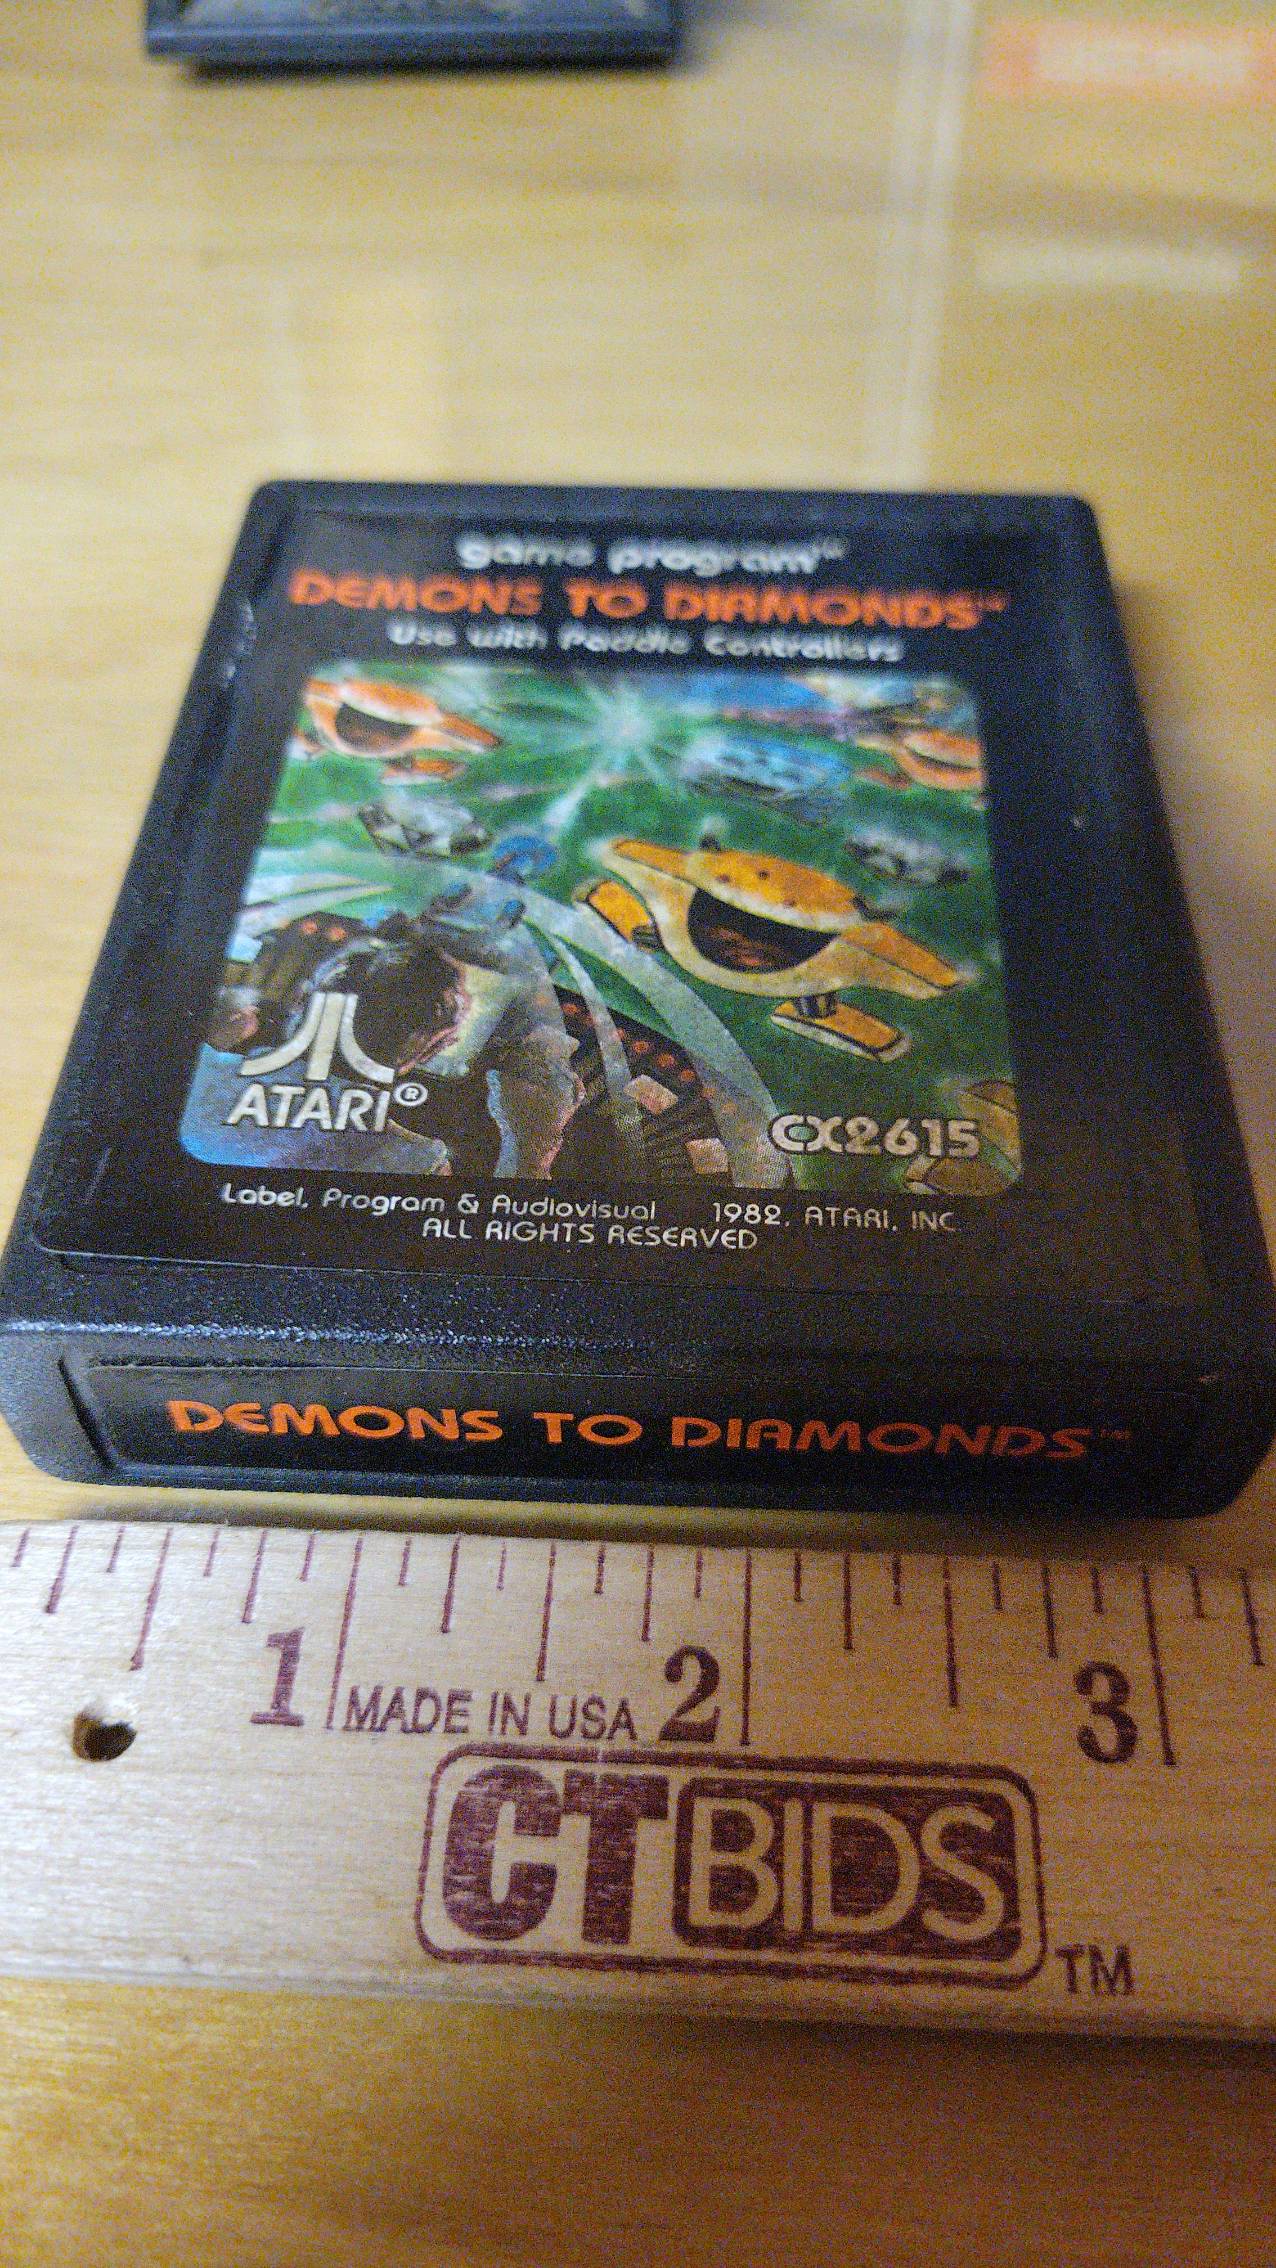 game program™
DEMONS TO DIAMONDS™
Use with Paddle Controllers
ATARI®
CX2615
Label, Program & Audiovisual 1982, ATARI, INC.
ALL RIGHTS RESERVED
DEMONS TO DIAMONDS™
1 MADE IN USA 2 3
CTBIDS TM